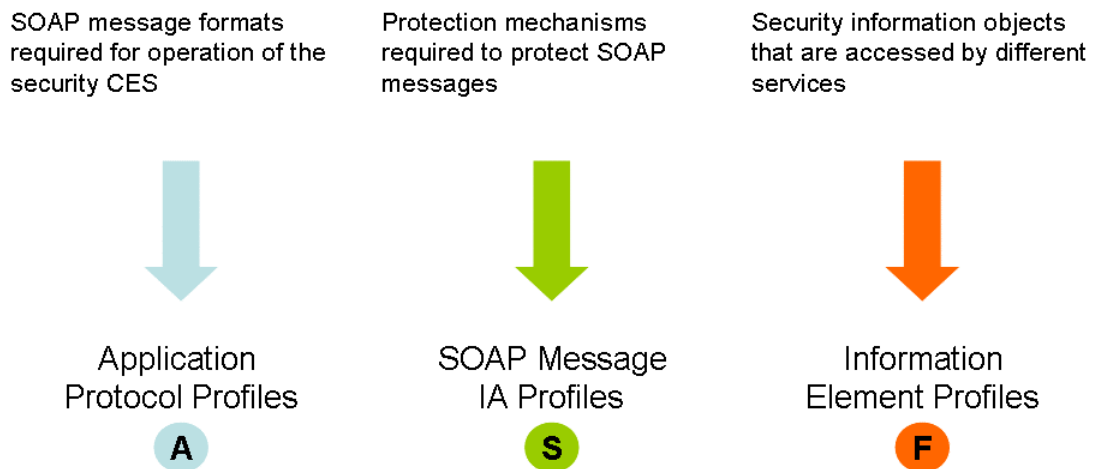 SOAP message formats
required for operation of the
security CES
Protection mechanisms
required to protect SOAP
messages
Security information objects
that are accessed by different
services
Application
Protocol Profiles
A
SOAP Message
IA Profiles
S
Information
Element Profiles
F